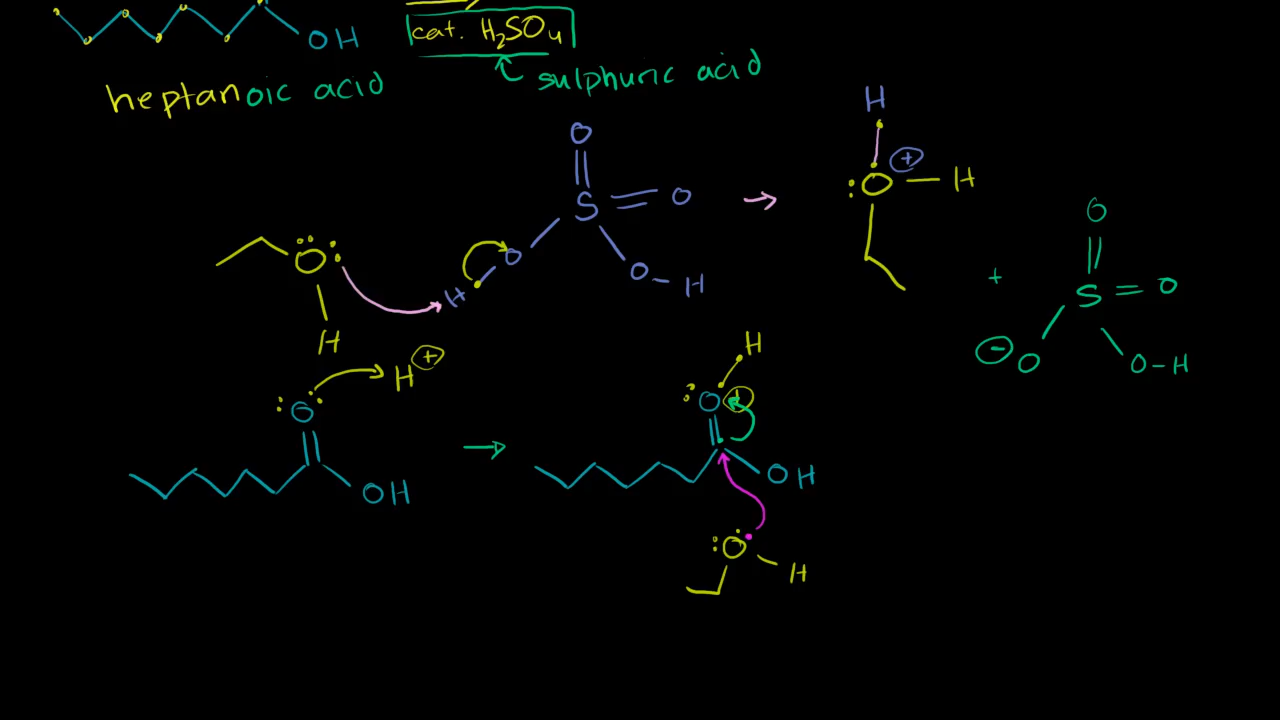 OH
cat. H₂SO₄
heptanoic acid
sulphuric acid
O
S
O
O
H
O - H
O
H
H
:O
+
H
+
O
S
O
-
O
O-H
O
H
+
OH
H
O
+
OH
O
H